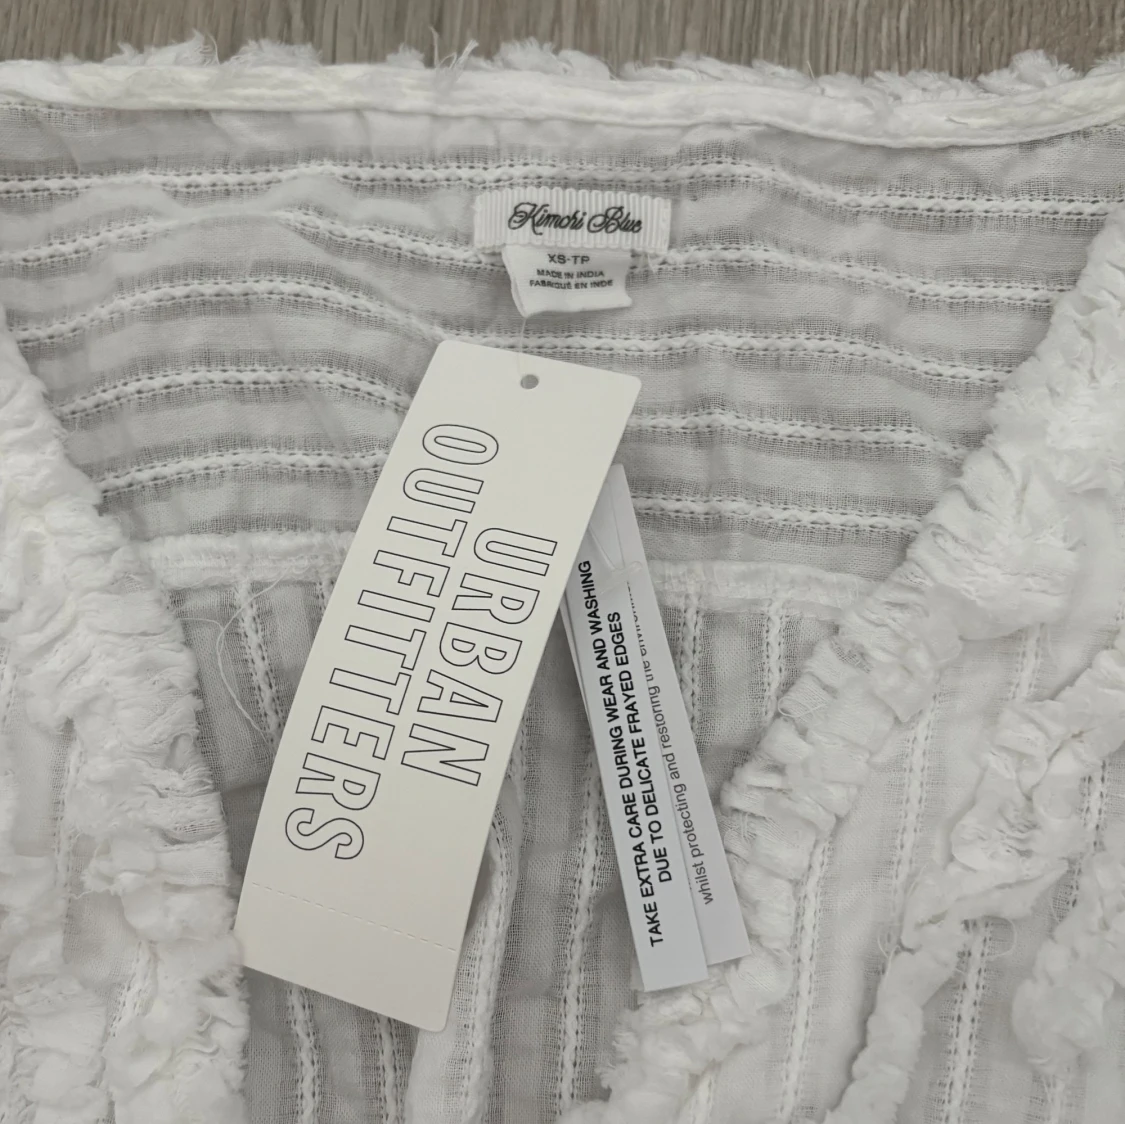 Kimchi Blue
XS-TP
MADE IN INDIA
FABRIQUÉ EN INDE
URBAN
OUTFITTERS
TAKE EXTRA CARE DURING WEAR AND WASHING
DUE TO DELICATE FRAYED EDGES
whilst protecting and restoring the